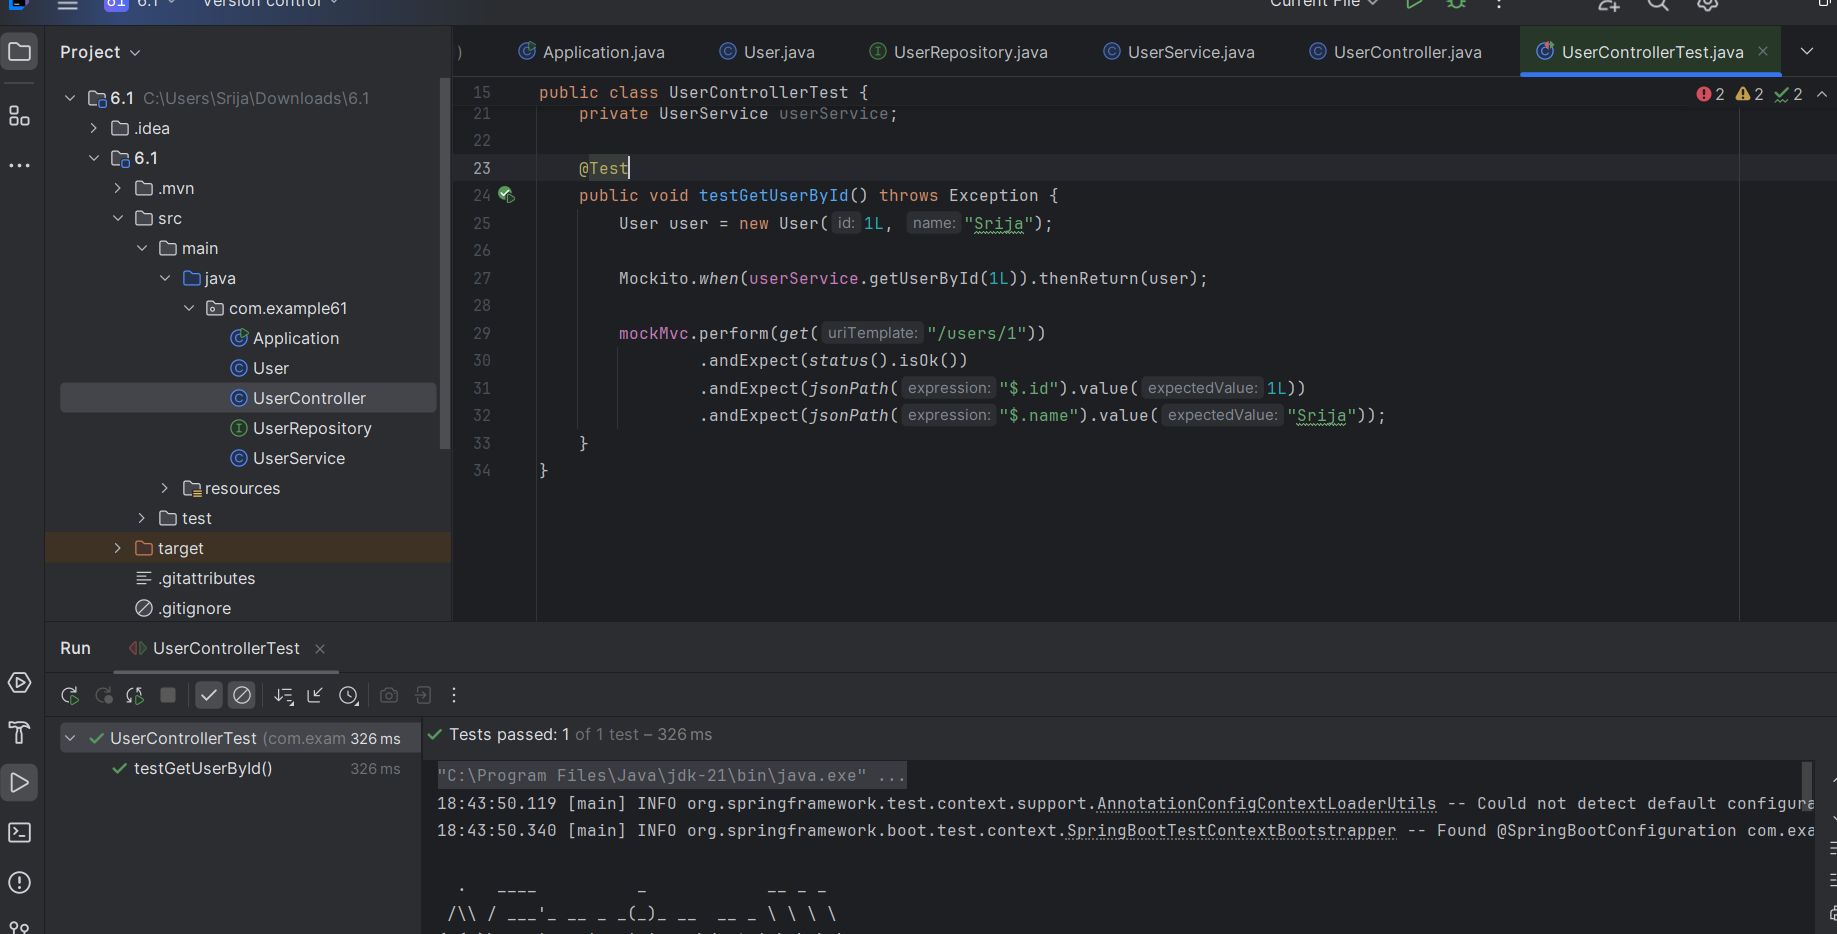 61 6.1 Version control Current File
Project
Application.java User.java UserRepository.java UserService.java UserController.java UserControllerTest.java
6.1 C:\Users\Srija\Downloads\6.1
.idea
6.1
.mvn
src
main
java
com.example61
Application
User
UserController
UserRepository
UserService
resources
test
target
.gitattributes
.gitignore
2 2 2
15 public class UserControllerTest {
21 private UserService userService;
22
23 @Test
24 public void testGetUserById() throws Exception {
25 User user = new User( id: 1L, name: "Srija");
26
27 Mockito.when(userService.getUserById(1L)).thenReturn(user);
28
29 mockMvc.perform(get( uriTemplate: "/users/1"))
30 .andExpect(status().isOk())
31 .andExpect(jsonPath( expression: "$.id").value( expectedValue: 1L))
32 .andExpect(jsonPath( expression: "$.name").value( expectedValue: "Srija"));
33 }
34 }
Run UserControllerTest
UserControllerTest (com.exam 326 ms
testGetUserById() 326 ms
Tests passed: 1 of 1 test – 326 ms
"C:\Program Files\Java\jdk-21\bin\java.exe" ...
18:43:50.119 [main] INFO org.springframework.test.context.support.AnnotationConfigContextLoaderUtils -- Could not detect default configura
18:43:50.340 [main] INFO org.springframework.boot.test.context.SpringBootTestContextBootstrapper -- Found @SpringBootConfiguration com.exa